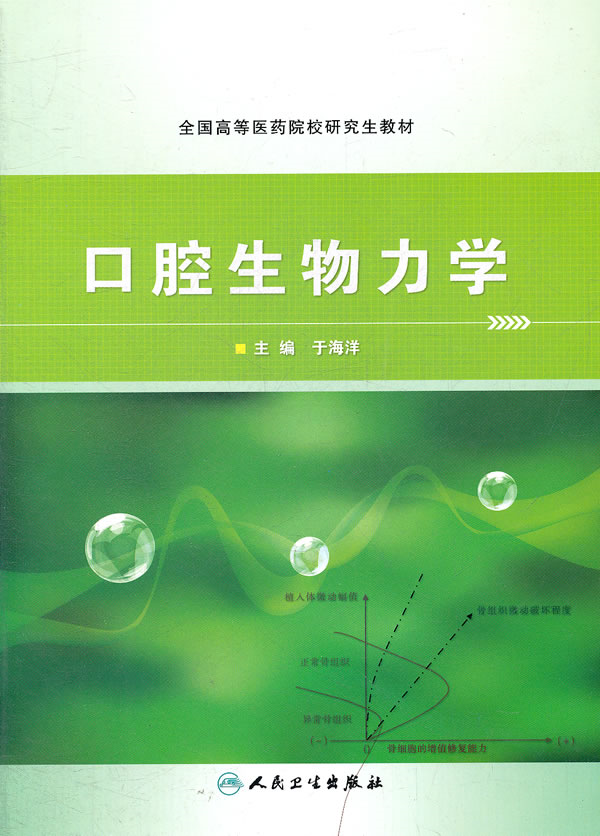 全国高等医药院校研究生教材
口腔生物力学
主 编 于海洋
植入体微动幅值
骨组织微动破坏程度
正常骨组织
异常骨组织
(-) 0 骨细胞的增值修复能力 (+)
人民卫生出版社